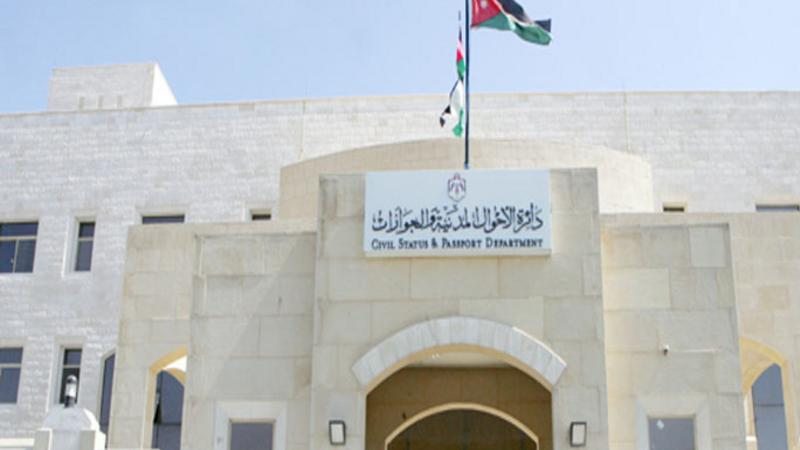 دائرة الأحوال المدنية والجوازات
CIVIL STATUS & PASSPORT DEPARTMENT